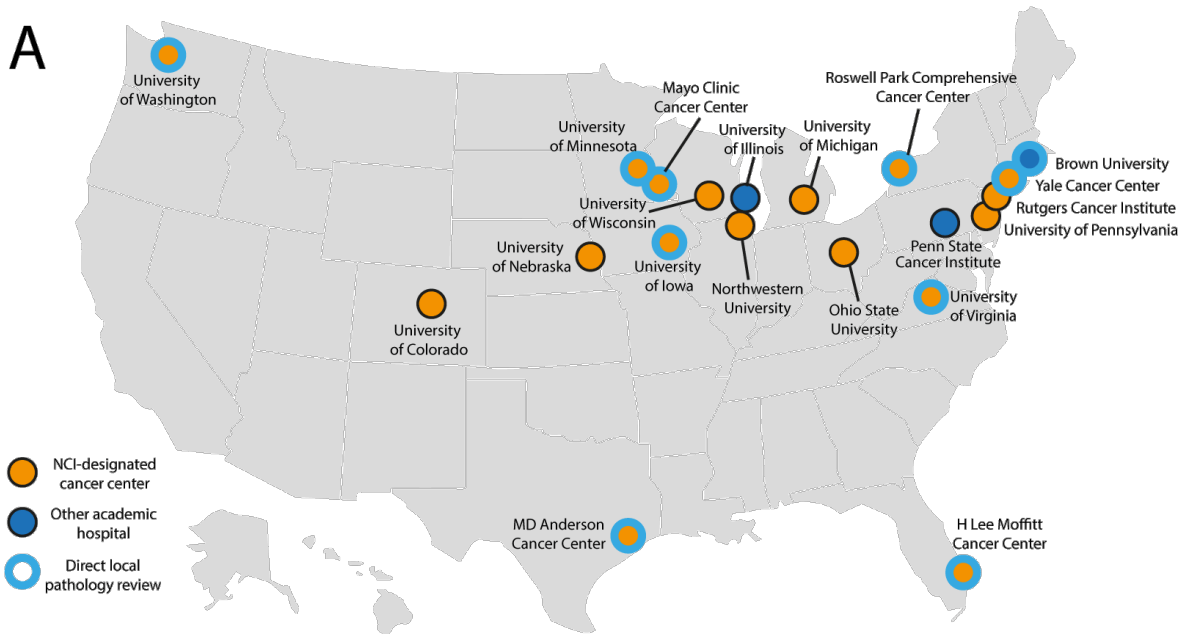 A
University
of Washington
Mayo Clinic
Cancer Center
Roswell Park Comprehensive
Cancer Center
University
of Minnesota
University
of Illinois
University
of Michigan
Brown University
Yale Cancer Center
Rutgers Cancer Institute
University of Pennsylvania
University
of Wisconsin
Penn State
Cancer Institute
University
of Nebraska
University
of Iowa
Northwestern
University
Ohio State
University
University
of Virginia
University
of Colorado
NCI-designated
cancer center
Other academic
hospital
Direct local
pathology review
MD Anderson
Cancer Center
H Lee Moffitt
Cancer Center